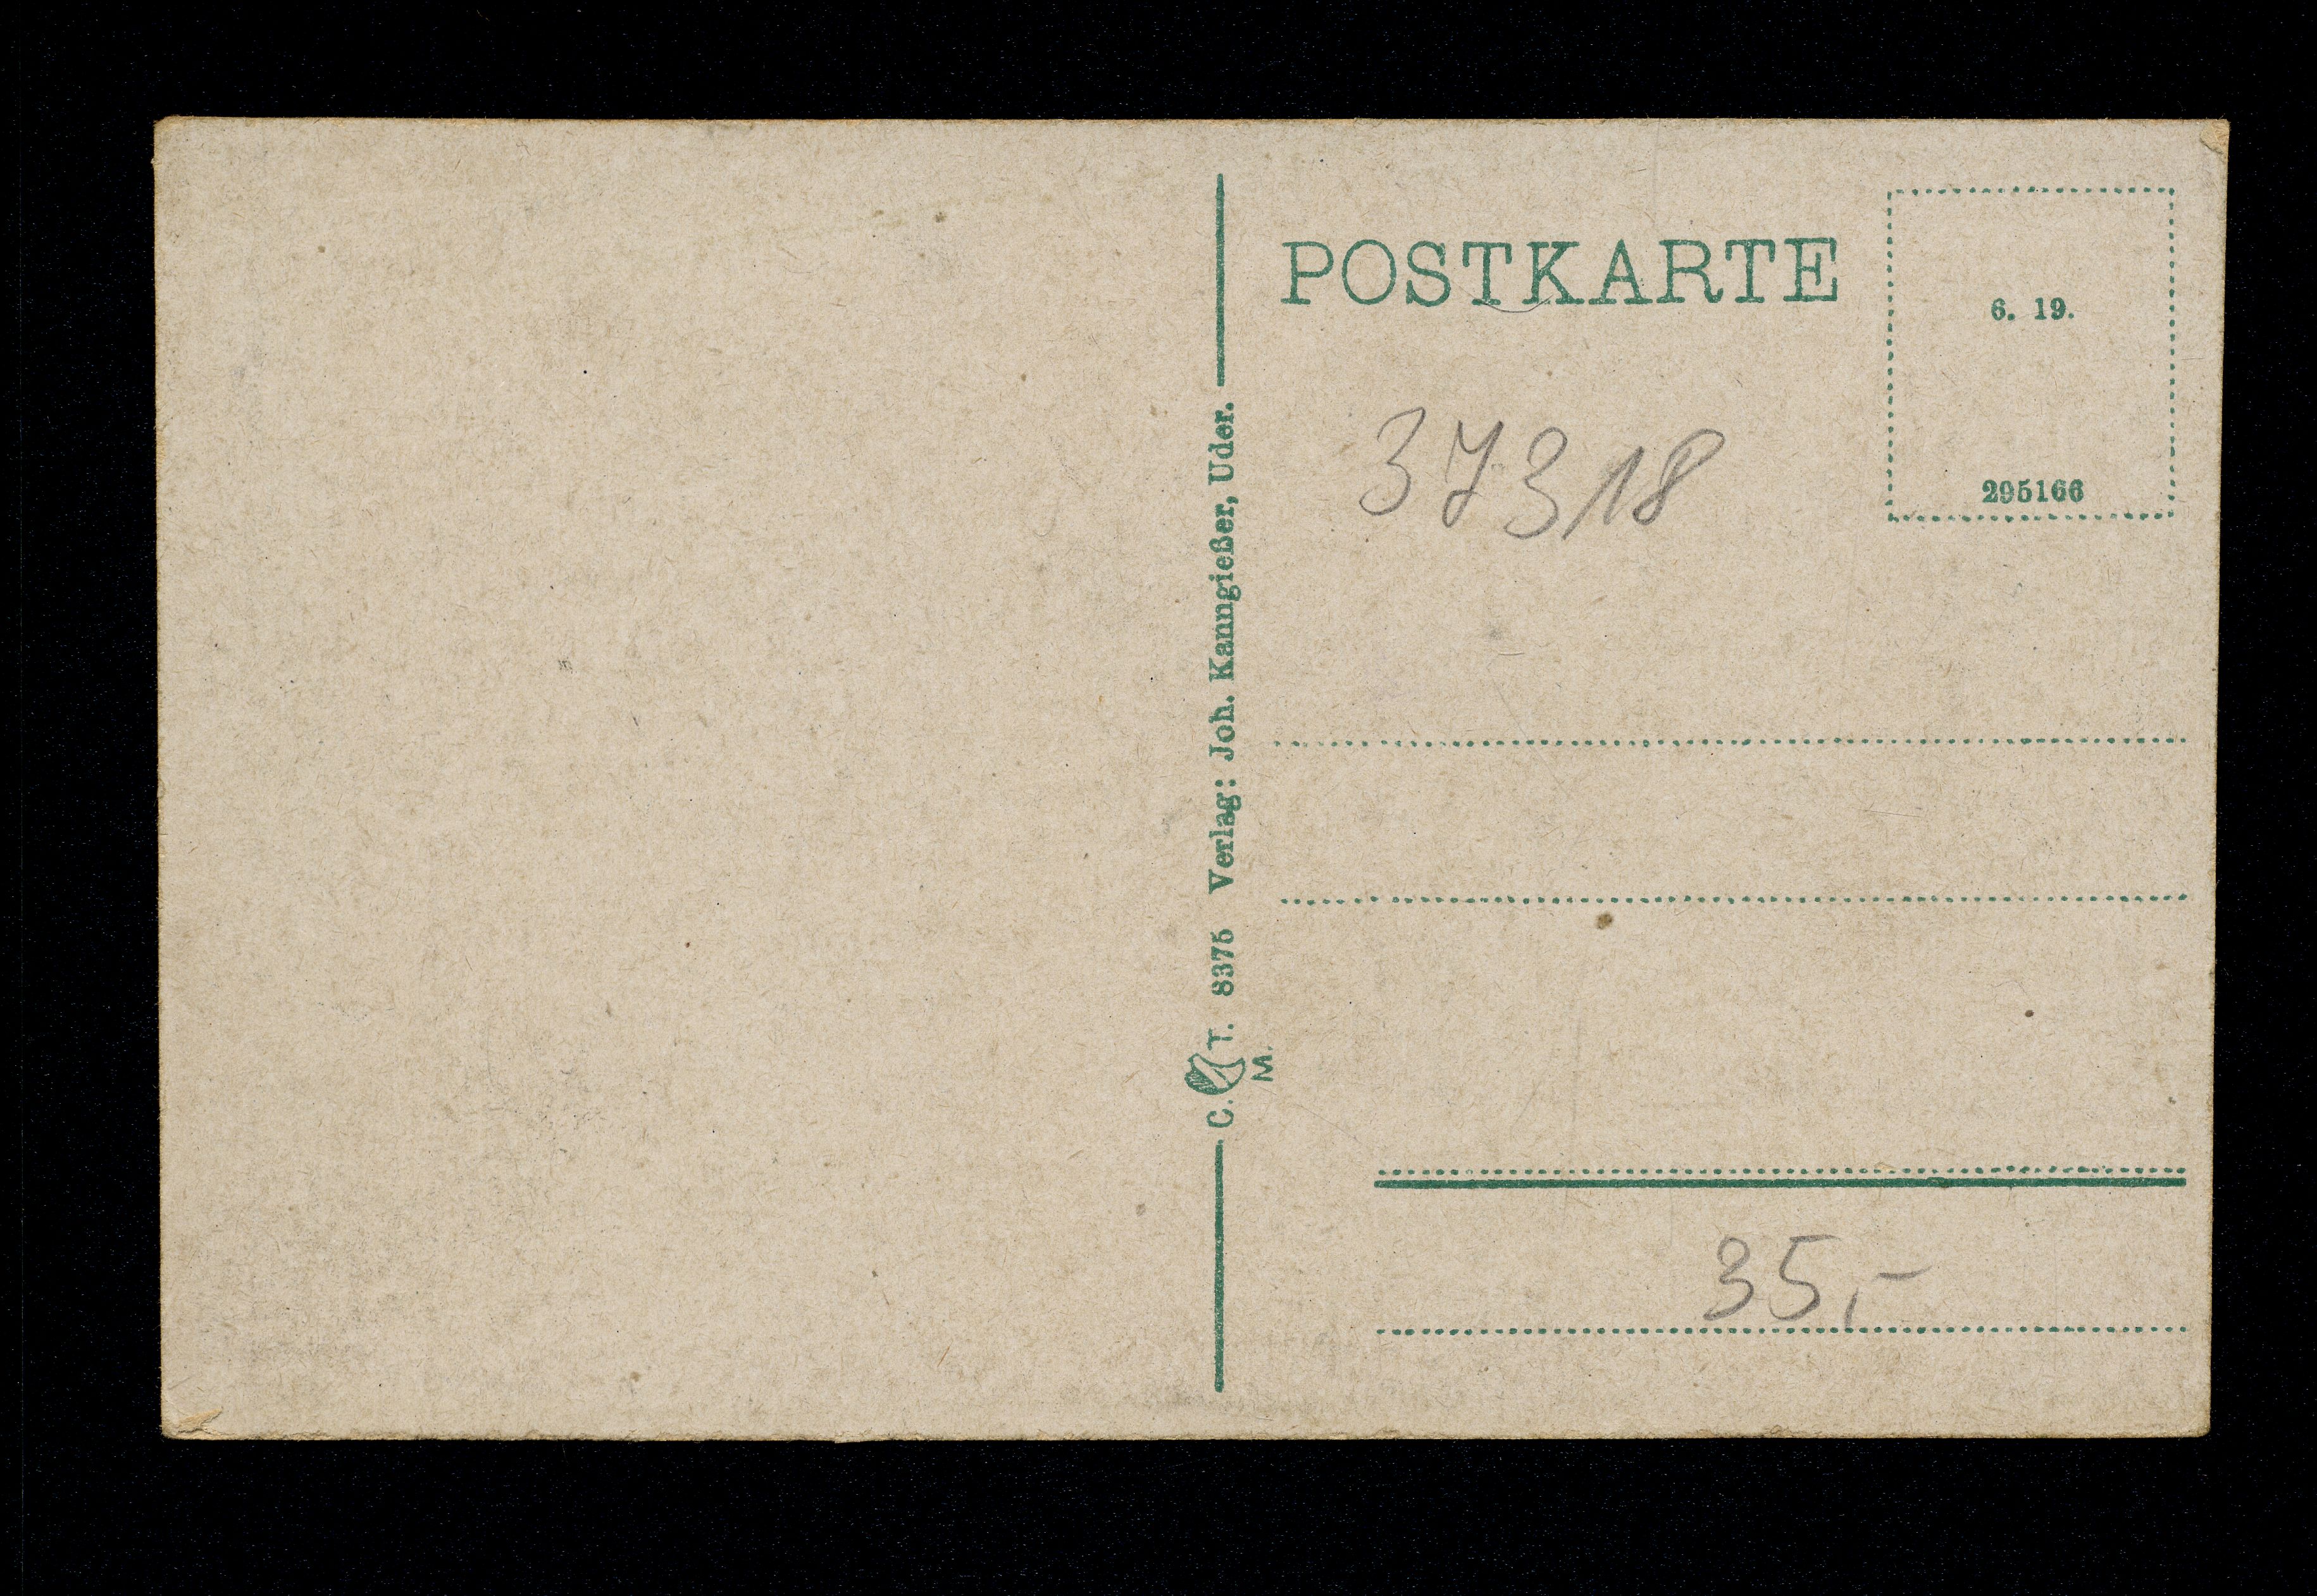 POSTKARTE
6. 19.
295166
37318
C. T. 8375 Verlag: Joh. Kanngießer, Uder.
M.
35,-